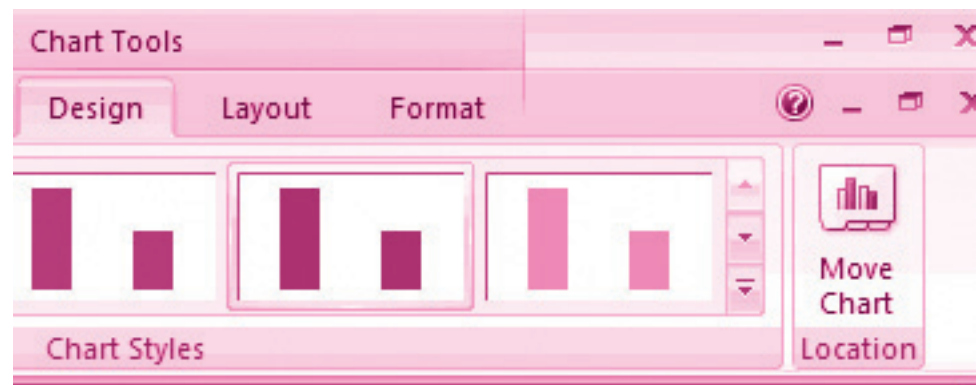 Chart Tools
Design Layout Format
Move
Chart
Chart Styles
Location